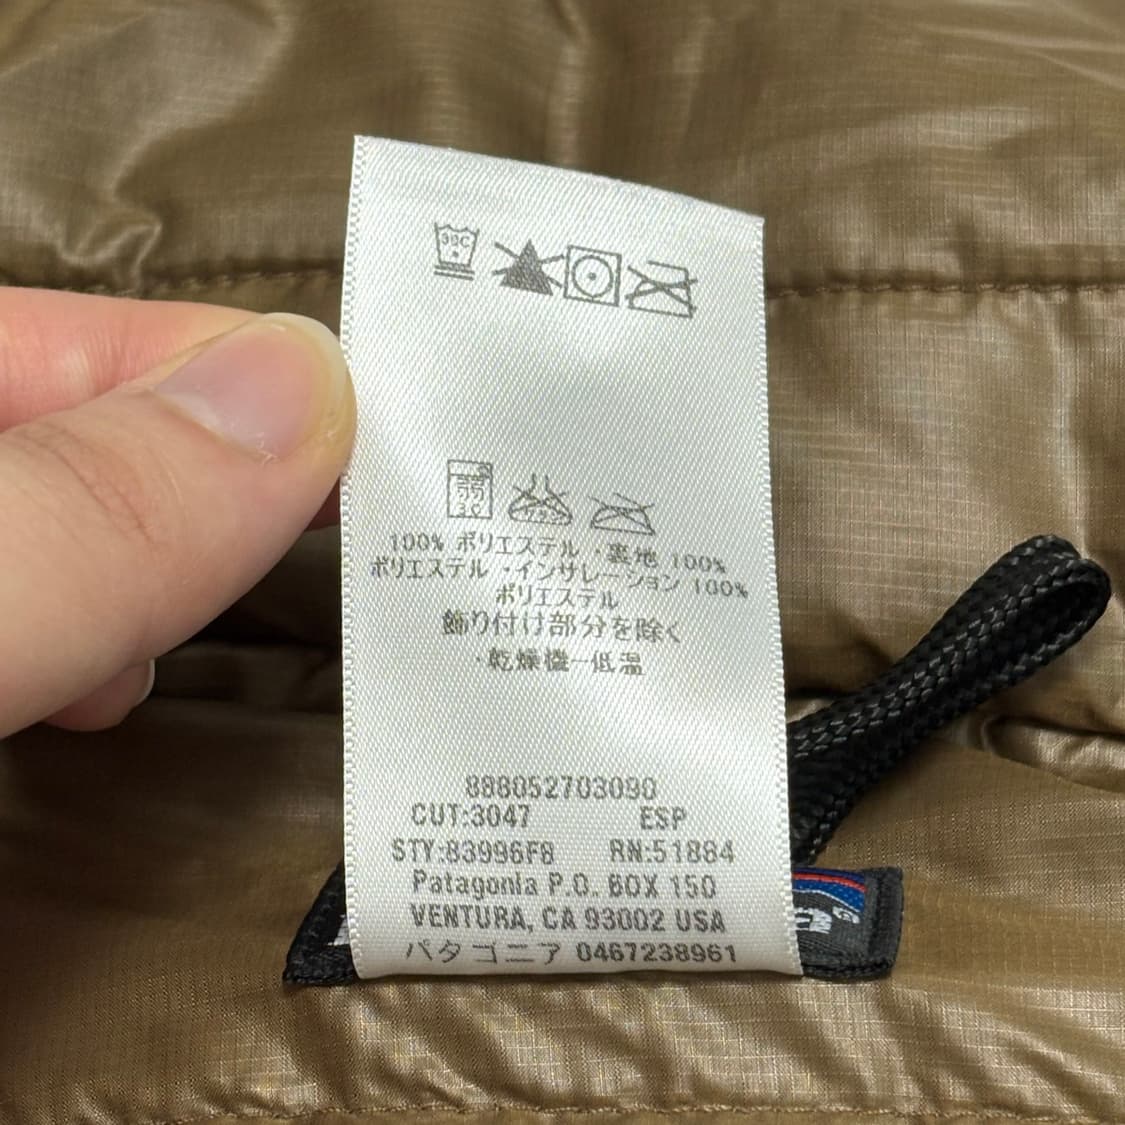 30C
弱
30
100% ポリエステル・裏地 100%
ポリエステル・インサレーション 100%
ポリエステル
飾り付け部分を除く
・乾燥機ー低温
888052703090
CUT:3047 ESP
STY:83996F8 RN:51884
Patagonia P.O. BOX 150
VENTURA, CA 93002 USA
パタゴニア 0467238961